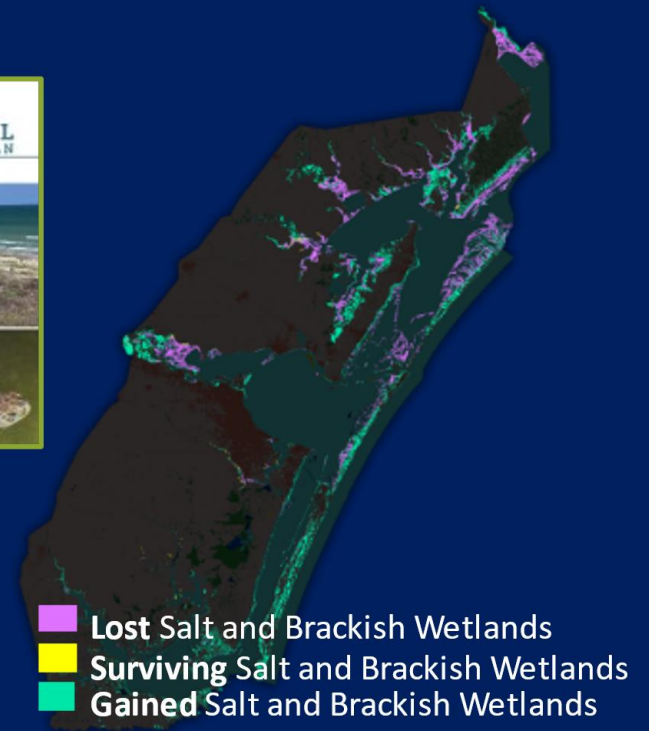 L
A N
Lost Salt and Brackish Wetlands
Surviving Salt and Brackish Wetlands
Gained Salt and Brackish Wetlands